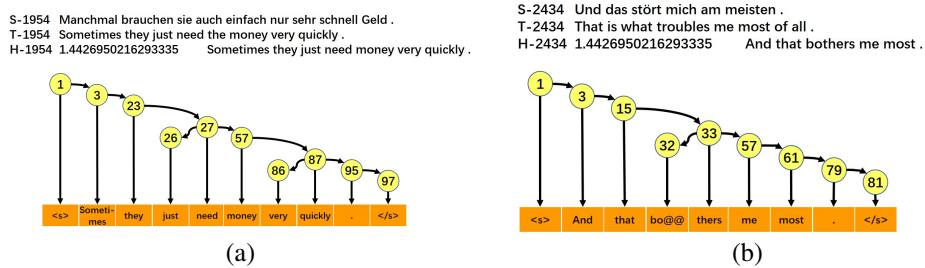 S-1954 Manchmal brauchen sie auch einfach nur sehr schnell Geld .
T-1954 Sometimes they just need the money very quickly .
H-1954 1.4426950216293335 Sometimes they just need money very quickly .
1
3
23
26
27
57
86
87
95
97
<s> Someti-mes they just need money very quickly . </s>
(a)
S-2434 Und das stört mich am meisten .
T-2434 That is what troubles me most of all .
H-2434 1.4426950216293335 And that bothers me most .
1
3
15
32
33
57
61
79
81
<s> And that bo@@ thers me most . </s>
(b)